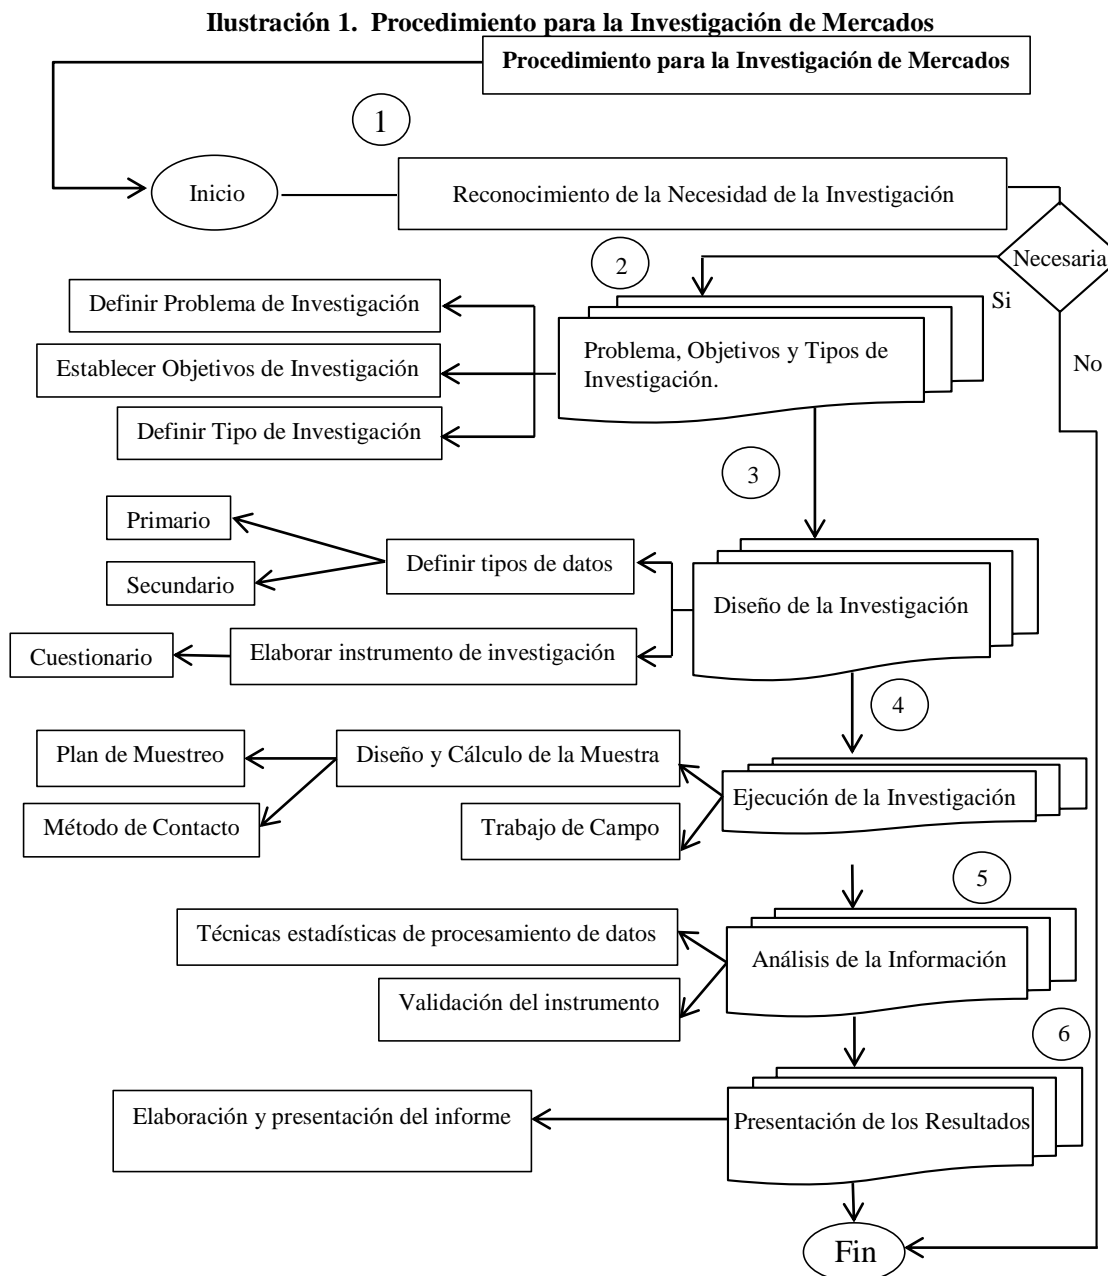 Ilustración 1.  Procedimiento para la Investigación de Mercados
Procedimiento para la Investigación de Mercados
1
Inicio
Reconocimiento de la Necesidad de la Investigación
Necesaria
Si
No
2
Problema, Objetivos y Tipos de
Investigación.
Definir Problema de Investigación
Establecer Objetivos de Investigación
Definir Tipo de Investigación
3
Diseño de la Investigación
Definir tipos de datos
Primario
Secundario
Elaborar instrumento de investigación
Cuestionario
4
Ejecución de la Investigación
Diseño y Cálculo de la Muestra
Plan de Muestreo
Método de Contacto
Trabajo de Campo
5
Análisis de la Información
Técnicas estadísticas de procesamiento de datos
Validación del instrumento
6
Presentación de los Resultados
Elaboración y presentación del informe
Fin